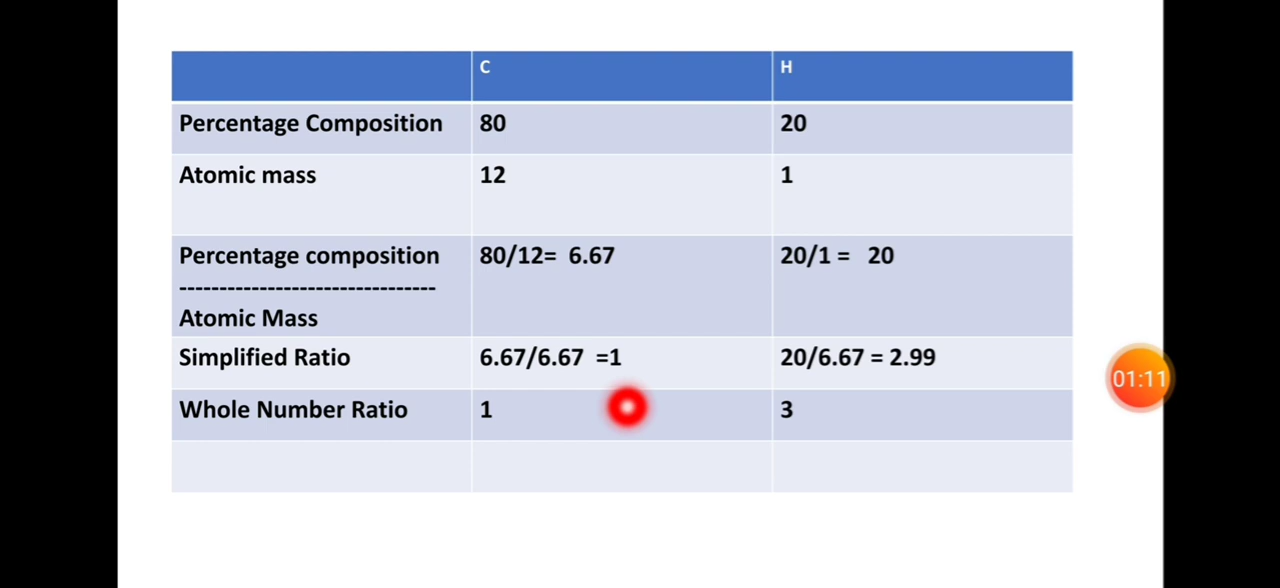 C H
Percentage Composition 80 20
Atomic mass 12 1
Percentage composition 80/12= 6.67 20/1 = 20
--------------------------------
Atomic Mass
Simplified Ratio 6.67/6.67 =1 20/6.67 = 2.99
Whole Number Ratio 1 3
01:11